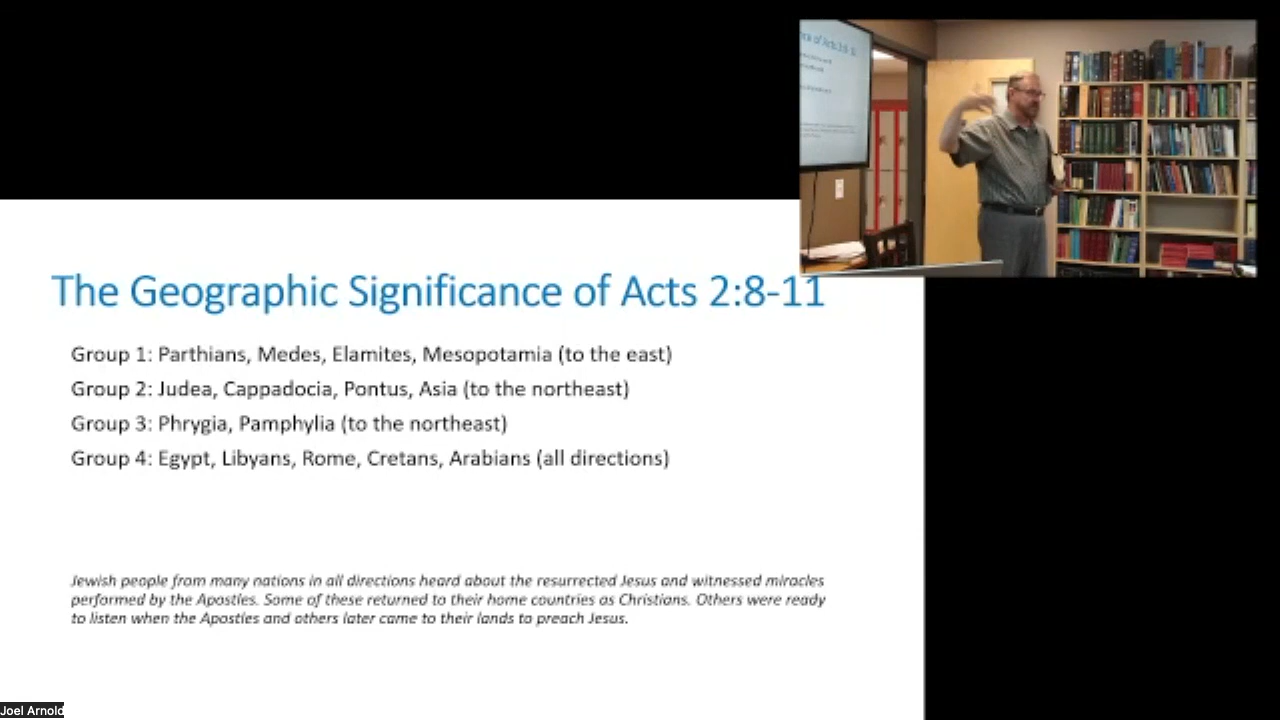 The Geographic Significance of Acts 2:8-11
Group 1: Parthians, Medes, Elamites, Mesopotamia (to the east)
Group 2: Judea, Cappadocia, Pontus, Asia (to the northeast)
Group 3: Phrygia, Pamphylia (to the northeast)
Group 4: Egypt, Libyans, Rome, Cretans, Arabians (all directions)
Jewish people from many nations in all directions heard about the resurrected Jesus and witnessed miracles
performed by the Apostles. Some of these returned to their home countries as Christians. Others were ready
to listen when the Apostles and others later came to their lands to preach Jesus.
Joel Arnold